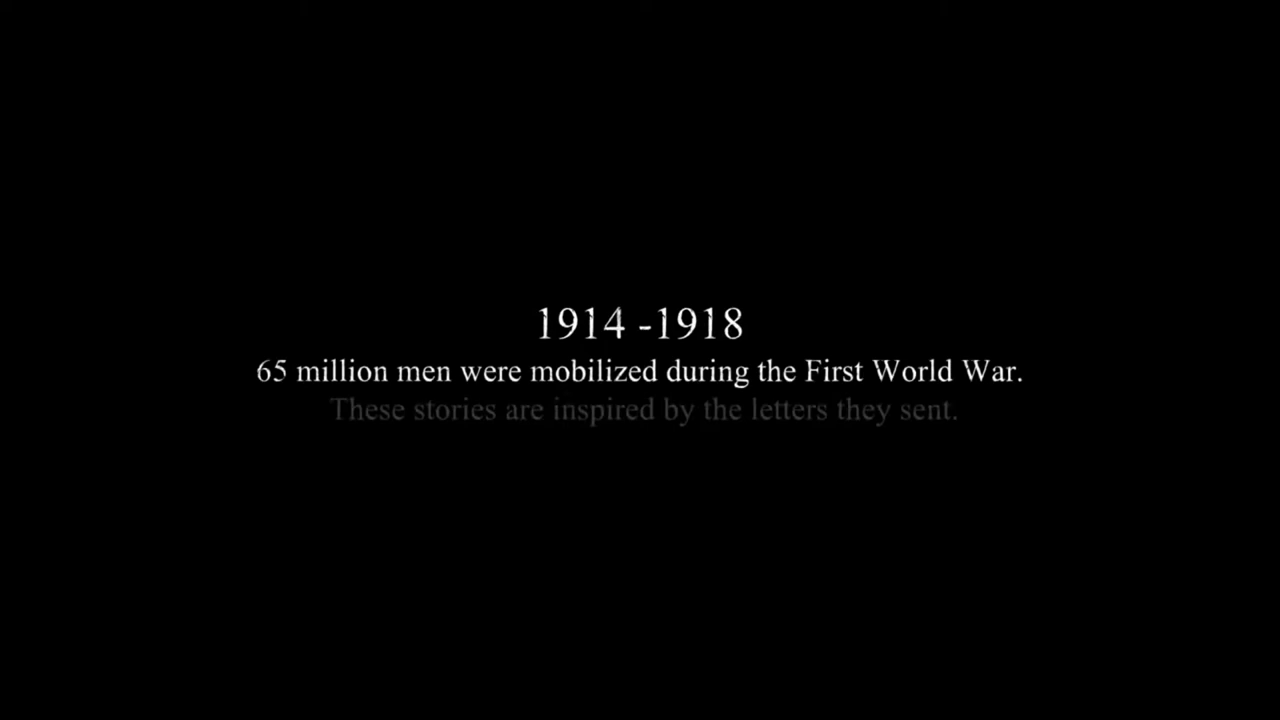 1914 -1918
65 million men were mobilized during the First World War.
These stories are inspired by the letters they sent.